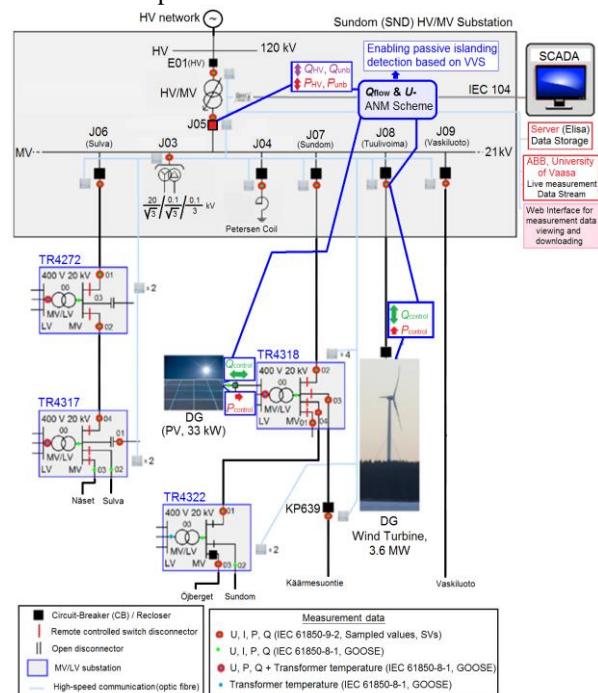 HV network
Sundom (SND) HV/MV Substation
HV
120 kV
E01(HV)
HV/MV
J05
QHV, Qunb
PHV, Punb
Enabling passive islanding
detection based on VVS
Qflow & U-
ANM Scheme
IEC 104
SCADA
Server (Elisa)
Data Storage
ABB, University
of Vaasa
Live measurement
Data Stream
Web Interface for
measurement data
viewing and
downloading
J06
(Sulva)
J03
J04
J07
(Sundom)
J08
(Tuulivoima)
J09
(Vaskiluoto)
MV
21kV
20/√3 / 0.1/√3 / 0.1/3 kV
Petersen Coil
TR4272
400 V 20 kV
01
00
03
MV/LV
02
LV MV
×2
TR4317
400 V 20 kV
04
00
01
MV/LV
LV MV
03
02
×2
Näset
Sulva
Qcontrol
Pcontrol
DG
(PV, 33 kW)
TR4318
400 V 20 kV
02
00
03
MV/LV
04
LV
MV
01
×4
Qcontrol
Pcontrol
DG
Wind Turbine,
3.6 MW
TR4322
400 V 20 kV
01
03
MV/LV
LV
MV
03
02
×2
KP639
Öjberget
Sundom
Käärmesuontie
Vaskiluoto
Circuit-Breaker (CB) / Recloser
Remote controlled switch disconnector
Open disconnector
MV/LV substation
High-speed communication(optic fibre)
Measurement data
U, I, P, Q (IEC 61850-9-2, Sampled values, SVs)
U, I, P, Q (IEC 61850-8-1, GOOSE)
U, P, Q + Transformer temperature (IEC 61850-8-1, GOOSE)
Transformer temperature (IEC 61850-8-1, GOOSE)